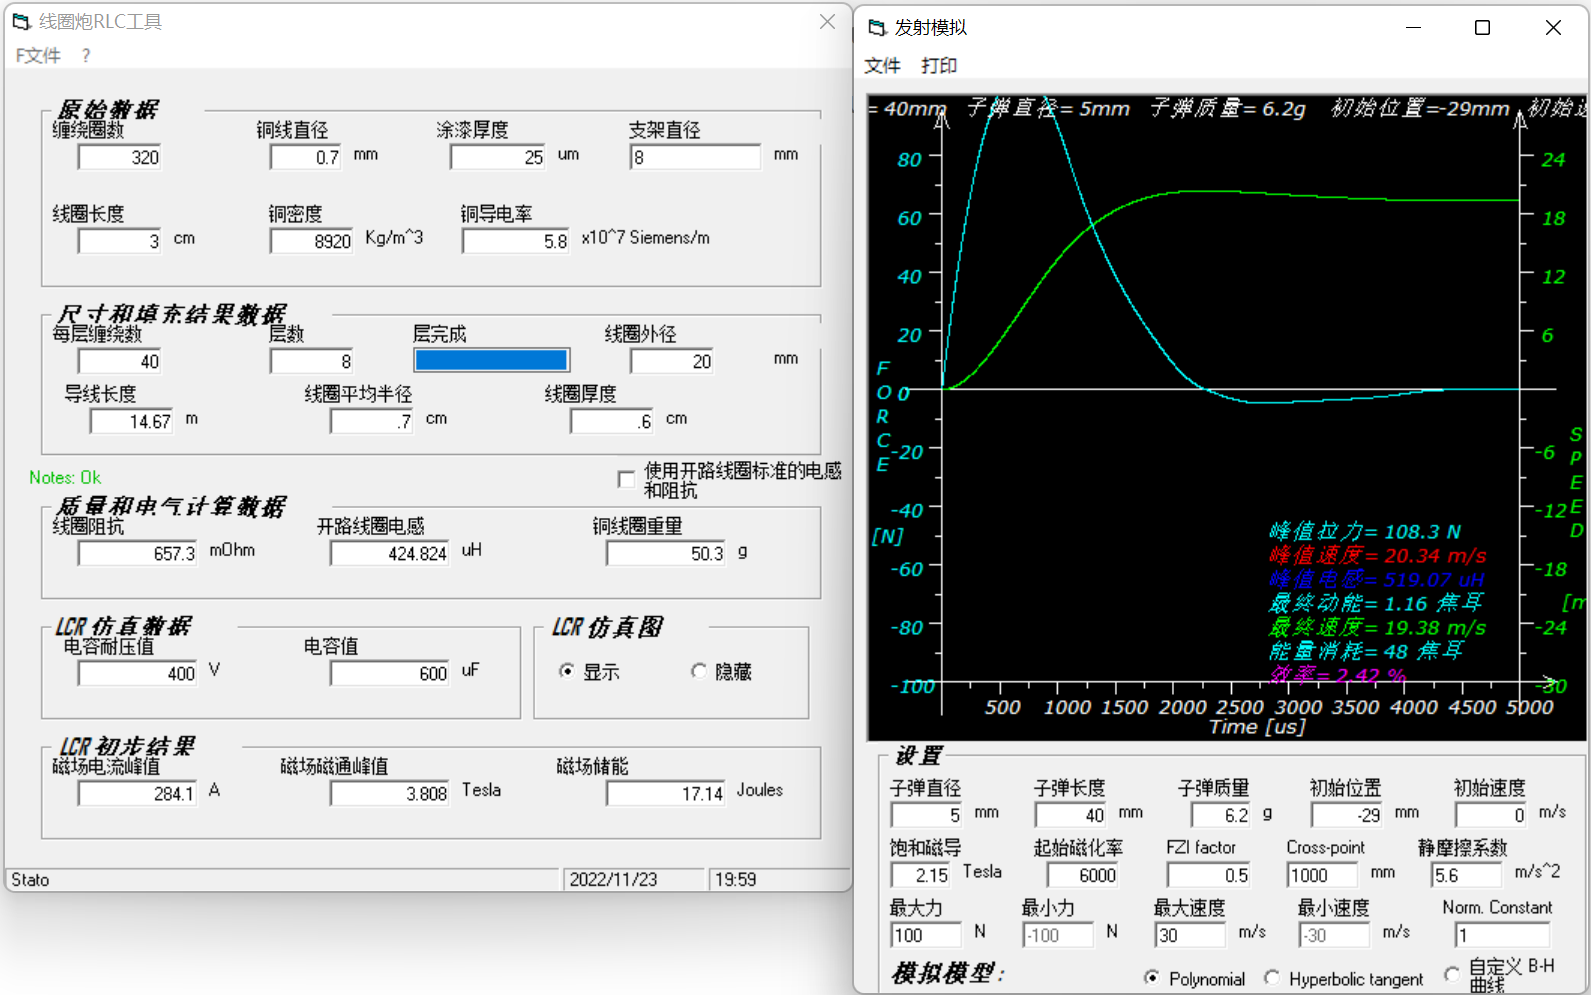 线圈炮RLC工具
F文件 ?
原始数据
缠绕圈数 铜线直径 涂漆厚度 支架直径
320 0.7 mm 25 um 8 mm
线圈长度 铜密度 铜导电率
3 cm 8920 Kg/m^3 5.8 x10^7 Siemens/m
尺寸和填充结果数据
每层缠绕数 层数 层完成 线圈外径
40 8 20 mm
导线长度 线圈平均半径 线圈厚度
14.67 m .7 cm .6 cm
Notes: Ok
使用开路线圈标准的电感
和阻抗
质量和电气计算数据
线圈阻抗 开路线圈电感 铜线圈重量
657.3 mOhm 424.824 uH 50.3 g
LCR 仿真数据
电容耐压值 电容值
400 V 600 uF
LCR 仿真图
显示 隐藏
LCR 初步结果
磁场电流峰值 磁场磁通峰值 磁场储能
284.1 A 3.808 Tesla 17.14 Joules
Stato 2022/11/23 19:59
发射模拟
文件 打印
= 40mm 子弹直径= 5mm 子弹质量= 6.2g 初始位置=-29mm 初始速
80
60
40
20
0
-20
-40
-60
-80
-100
FORCE
[N]
24
18
12
6
-6
-12
-18
-24
-30
SPEED
[m
峰值拉力= 108.3 N
峰值速度= 20.34 m/s
峰值电感= 519.07 uH
最终动能= 1.16 焦耳
最终速度= 19.38 m/s
能量消耗= 48 焦耳
效率= 2.42 %
500 1000 1500 2000 2500 3000 3500 4000 4500 5000
Time [us]
设置
子弹直径 子弹长度 子弹质量 初始位置 初始速度
5 mm 40 mm 6.2 g -29 mm 0 m/s
饱和磁导 起始磁化率 FZI factor Cross-point 静摩擦系数
2.15 Tesla 6000 0.5 1000 mm 5.6 m/s^2
最大力 最小力 最大速度 最小速度 Norm. Constant
100 N -100 N 30 m/s -30 m/s 1
模拟模型: Polynomial Hyperbolic tangent 自定义 B-H
曲线